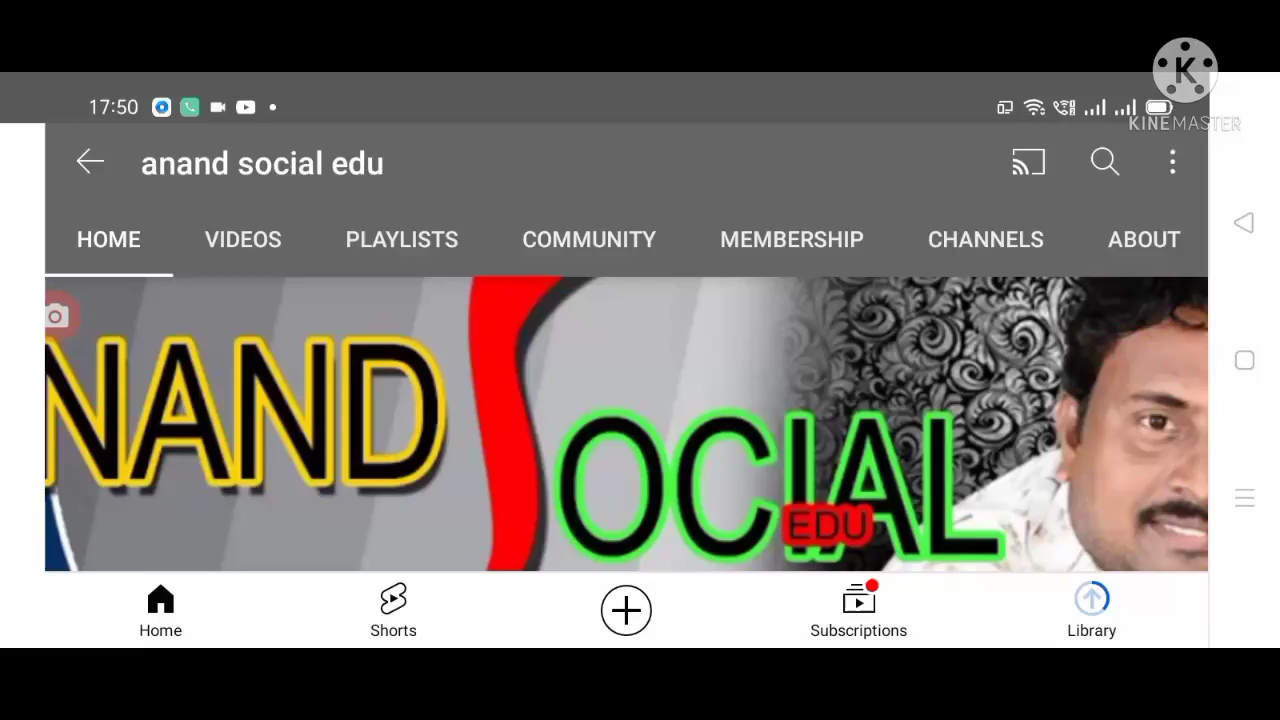 17:50
KINEMASTER
anand social edu
HOME VIDEOS PLAYLISTS COMMUNITY MEMBERSHIP CHANNELS ABOUT
NAND SOCIAL
EDU
Home Shorts Subscriptions Library